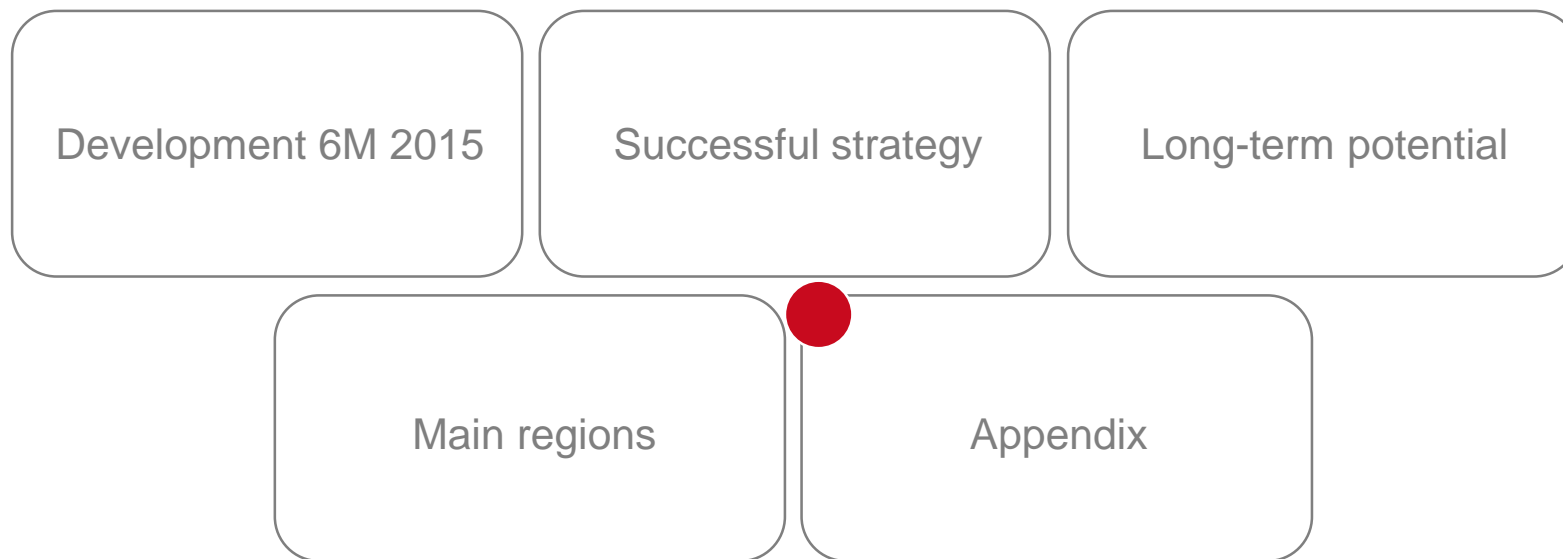 Development 6M 2015
Successful strategy
Long-term potential
Main regions
Appendix